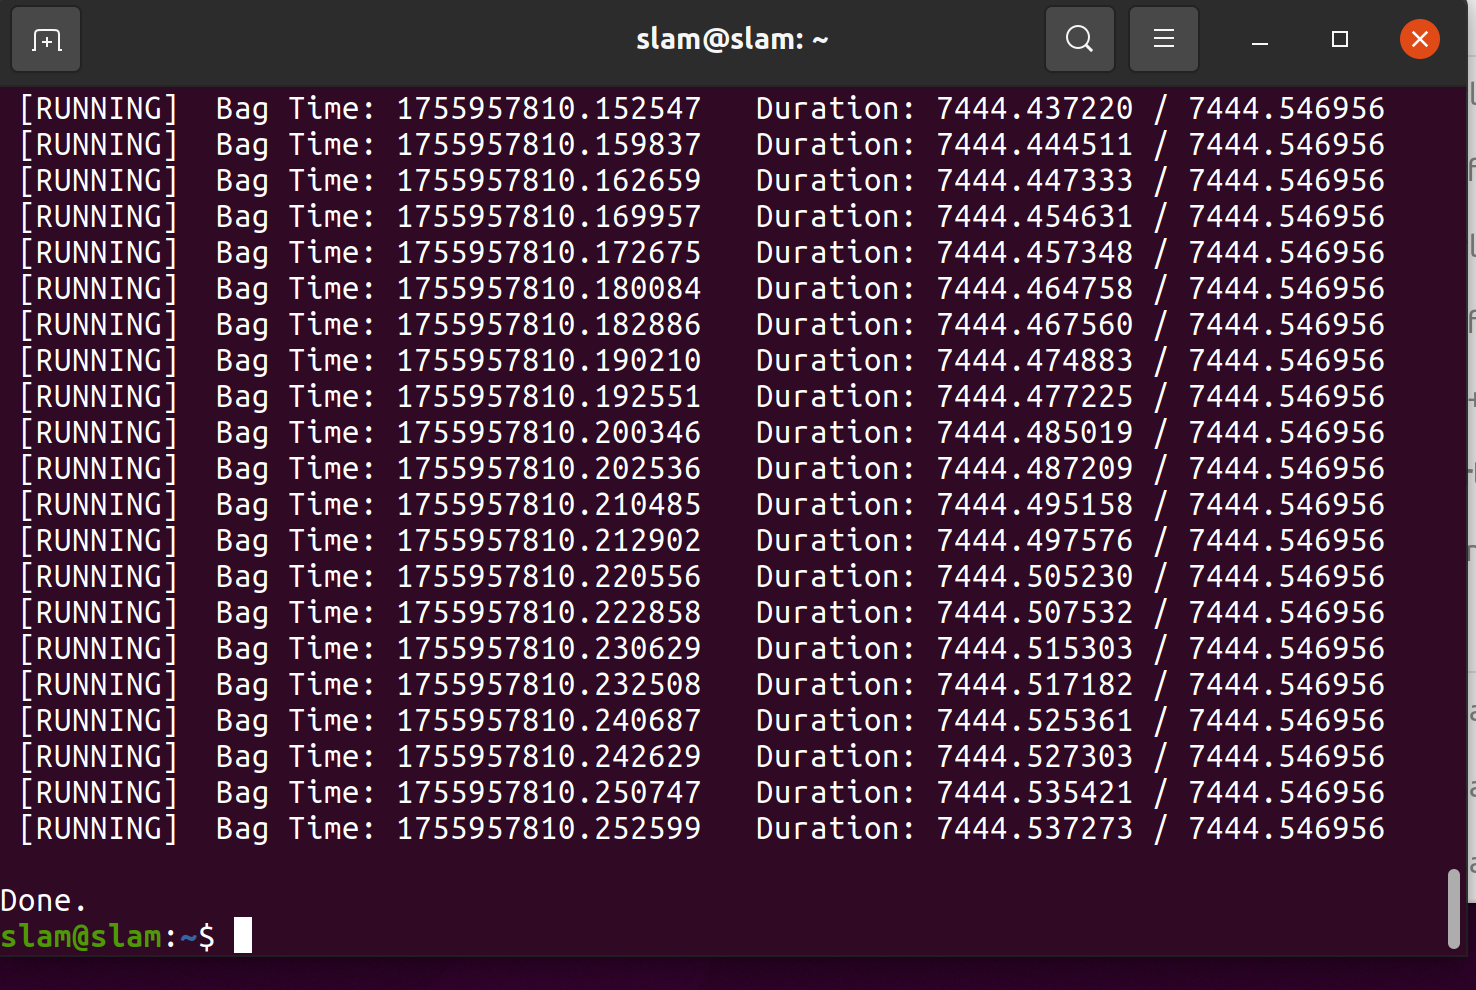 slam@slam: ~
[RUNNING]  Bag Time: 1755957810.152547   Duration: 7444.437220 / 7444.546956
[RUNNING]  Bag Time: 1755957810.159837   Duration: 7444.444511 / 7444.546956
[RUNNING]  Bag Time: 1755957810.162659   Duration: 7444.447333 / 7444.546956
[RUNNING]  Bag Time: 1755957810.169957   Duration: 7444.454631 / 7444.546956
[RUNNING]  Bag Time: 1755957810.172675   Duration: 7444.457348 / 7444.546956
[RUNNING]  Bag Time: 1755957810.180084   Duration: 7444.464758 / 7444.546956
[RUNNING]  Bag Time: 1755957810.182886   Duration: 7444.467560 / 7444.546956
[RUNNING]  Bag Time: 1755957810.190210   Duration: 7444.474883 / 7444.546956
[RUNNING]  Bag Time: 1755957810.192551   Duration: 7444.477225 / 7444.546956
[RUNNING]  Bag Time: 1755957810.200346   Duration: 7444.485019 / 7444.546956
[RUNNING]  Bag Time: 1755957810.202536   Duration: 7444.487209 / 7444.546956
[RUNNING]  Bag Time: 1755957810.210485   Duration: 7444.495158 / 7444.546956
[RUNNING]  Bag Time: 1755957810.212902   Duration: 7444.497576 / 7444.546956
[RUNNING]  Bag Time: 1755957810.220556   Duration: 7444.505230 / 7444.546956
[RUNNING]  Bag Time: 1755957810.222858   Duration: 7444.507532 / 7444.546956
[RUNNING]  Bag Time: 1755957810.230629   Duration: 7444.515303 / 7444.546956
[RUNNING]  Bag Time: 1755957810.232508   Duration: 7444.517182 / 7444.546956
[RUNNING]  Bag Time: 1755957810.240687   Duration: 7444.525361 / 7444.546956
[RUNNING]  Bag Time: 1755957810.242629   Duration: 7444.527303 / 7444.546956
[RUNNING]  Bag Time: 1755957810.250747   Duration: 7444.535421 / 7444.546956
[RUNNING]  Bag Time: 1755957810.252599   Duration: 7444.537273 / 7444.546956
Done.
slam@slam:~$